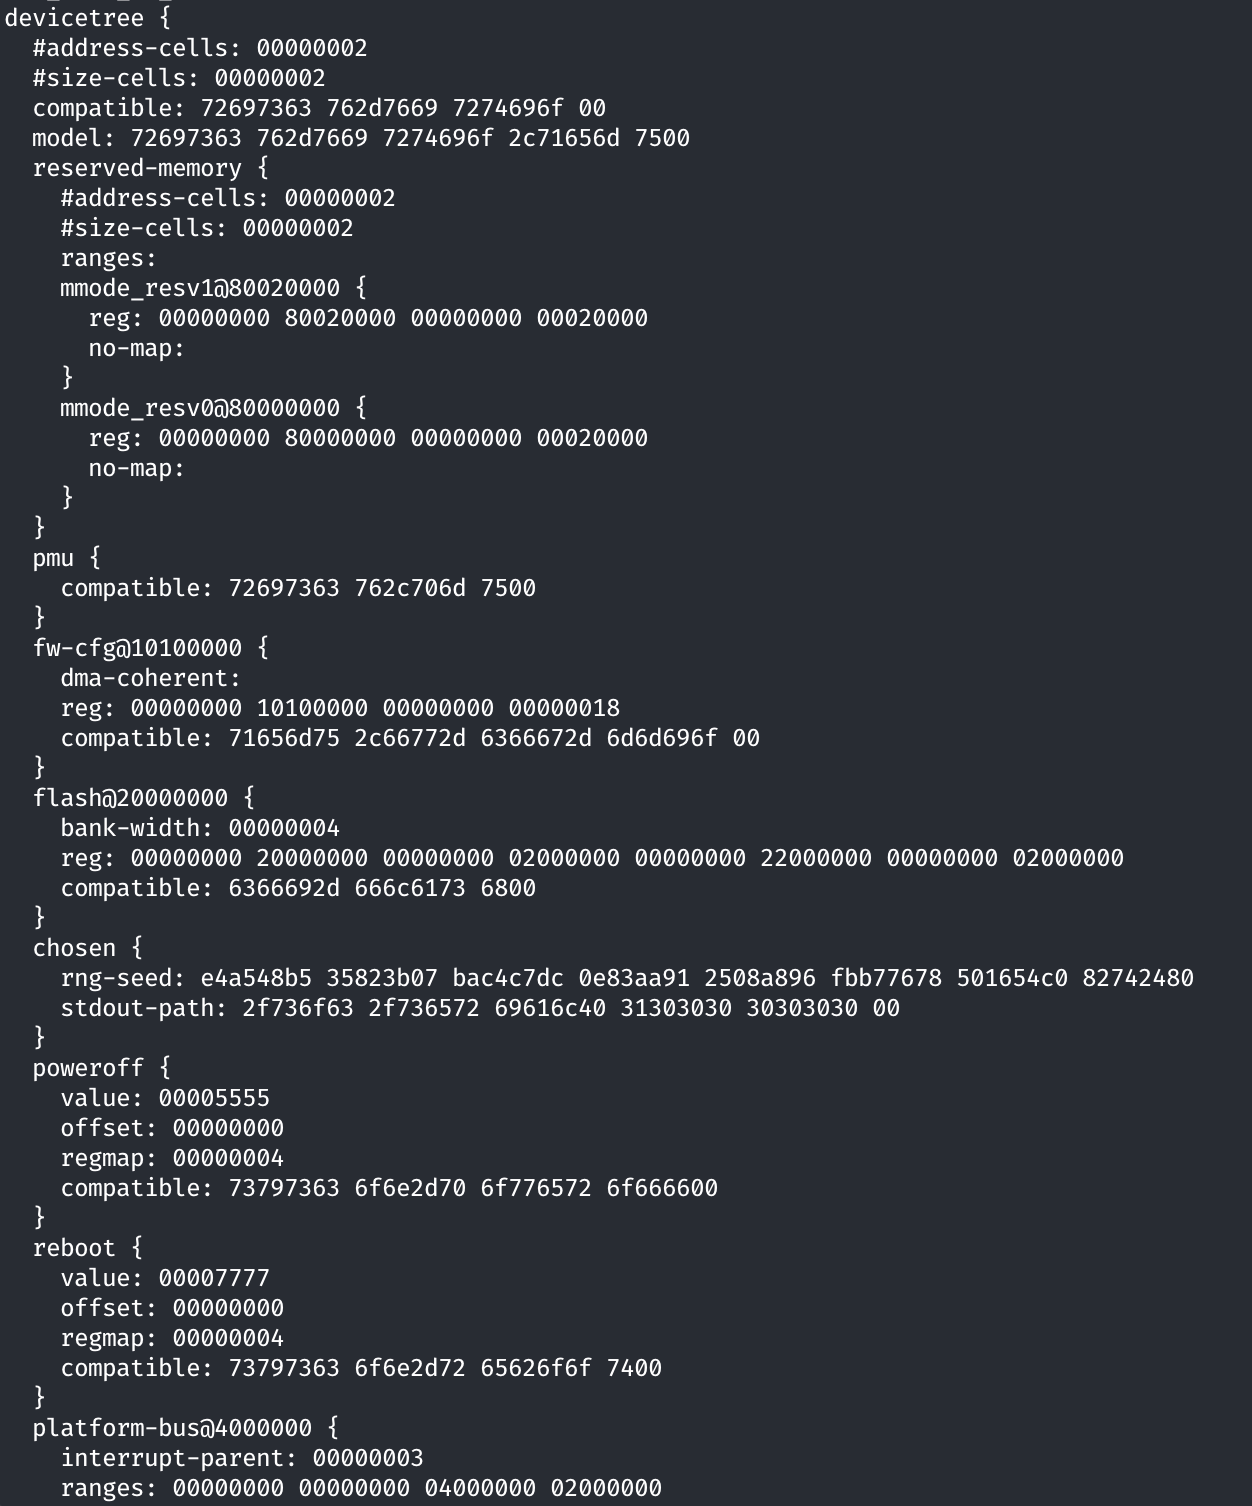 devicetree {
  #address-cells: 00000002
  #size-cells: 00000002
  compatible: 72697363 762d7669 7274696f 00
  model: 72697363 762d7669 7274696f 2c71656d 7500
  reserved-memory {
    #address-cells: 00000002
    #size-cells: 00000002
    ranges:
    mmode_resv1@80020000 {
      reg: 00000000 80020000 00000000 00020000
      no-map:
    }
    mmode_resv0@80000000 {
      reg: 00000000 80000000 00000000 00020000
      no-map:
    }
  }
  pmu {
    compatible: 72697363 762c706d 7500
  }
  fw-cfg@10100000 {
    dma-coherent:
    reg: 00000000 10100000 00000000 00000018
    compatible: 71656d75 2c66772d 6366672d 6d6d696f 00
  }
  flash@20000000 {
    bank-width: 00000004
    reg: 00000000 20000000 00000000 02000000 00000000 22000000 00000000 02000000
    compatible: 6366692d 666c6173 6800
  }
  chosen {
    rng-seed: e4a548b5 35823b07 bac4c7dc 0e83aa91 2508a896 fbb77678 501654c0 82742480
    stdout-path: 2f736f63 2f736572 69616c40 31303030 30303030 00
  }
  poweroff {
    value: 00005555
    offset: 00000000
    regmap: 00000004
    compatible: 73797363 6f6e2d70 6f776572 6f666600
  }
  reboot {
    value: 00007777
    offset: 00000000
    regmap: 00000004
    compatible: 73797363 6f6e2d72 65626f6f 7400
  }
  platform-bus@4000000 {
    interrupt-parent: 00000003
    ranges: 00000000 00000000 04000000 02000000